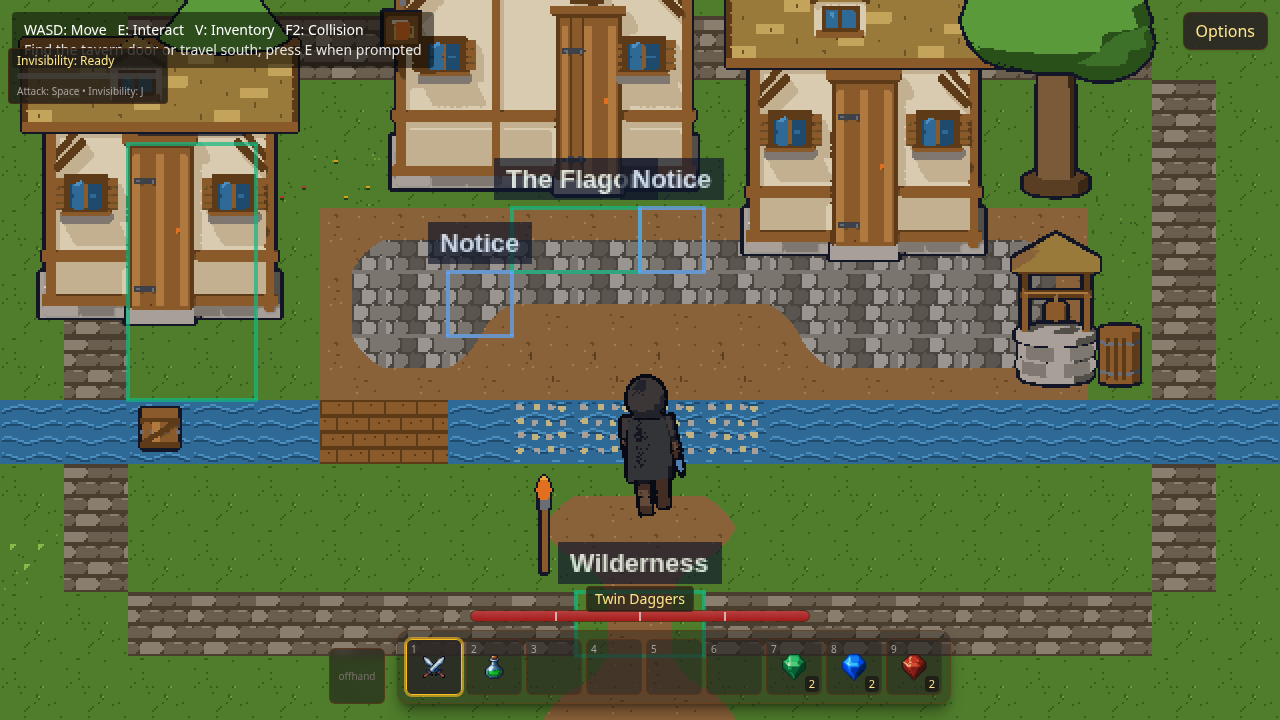 WASD: Move E: Interact V: Inventory F2: Collision
Find the tavern door or travel south; press E when prompted
Options
Invisibility: Ready
Attack: Space • Invisibility: J
The Flago
Notice
Notice
Wilderness
Twin Daggers
offhand
1
2
3
4
5
6
7
8
9
2
2
2